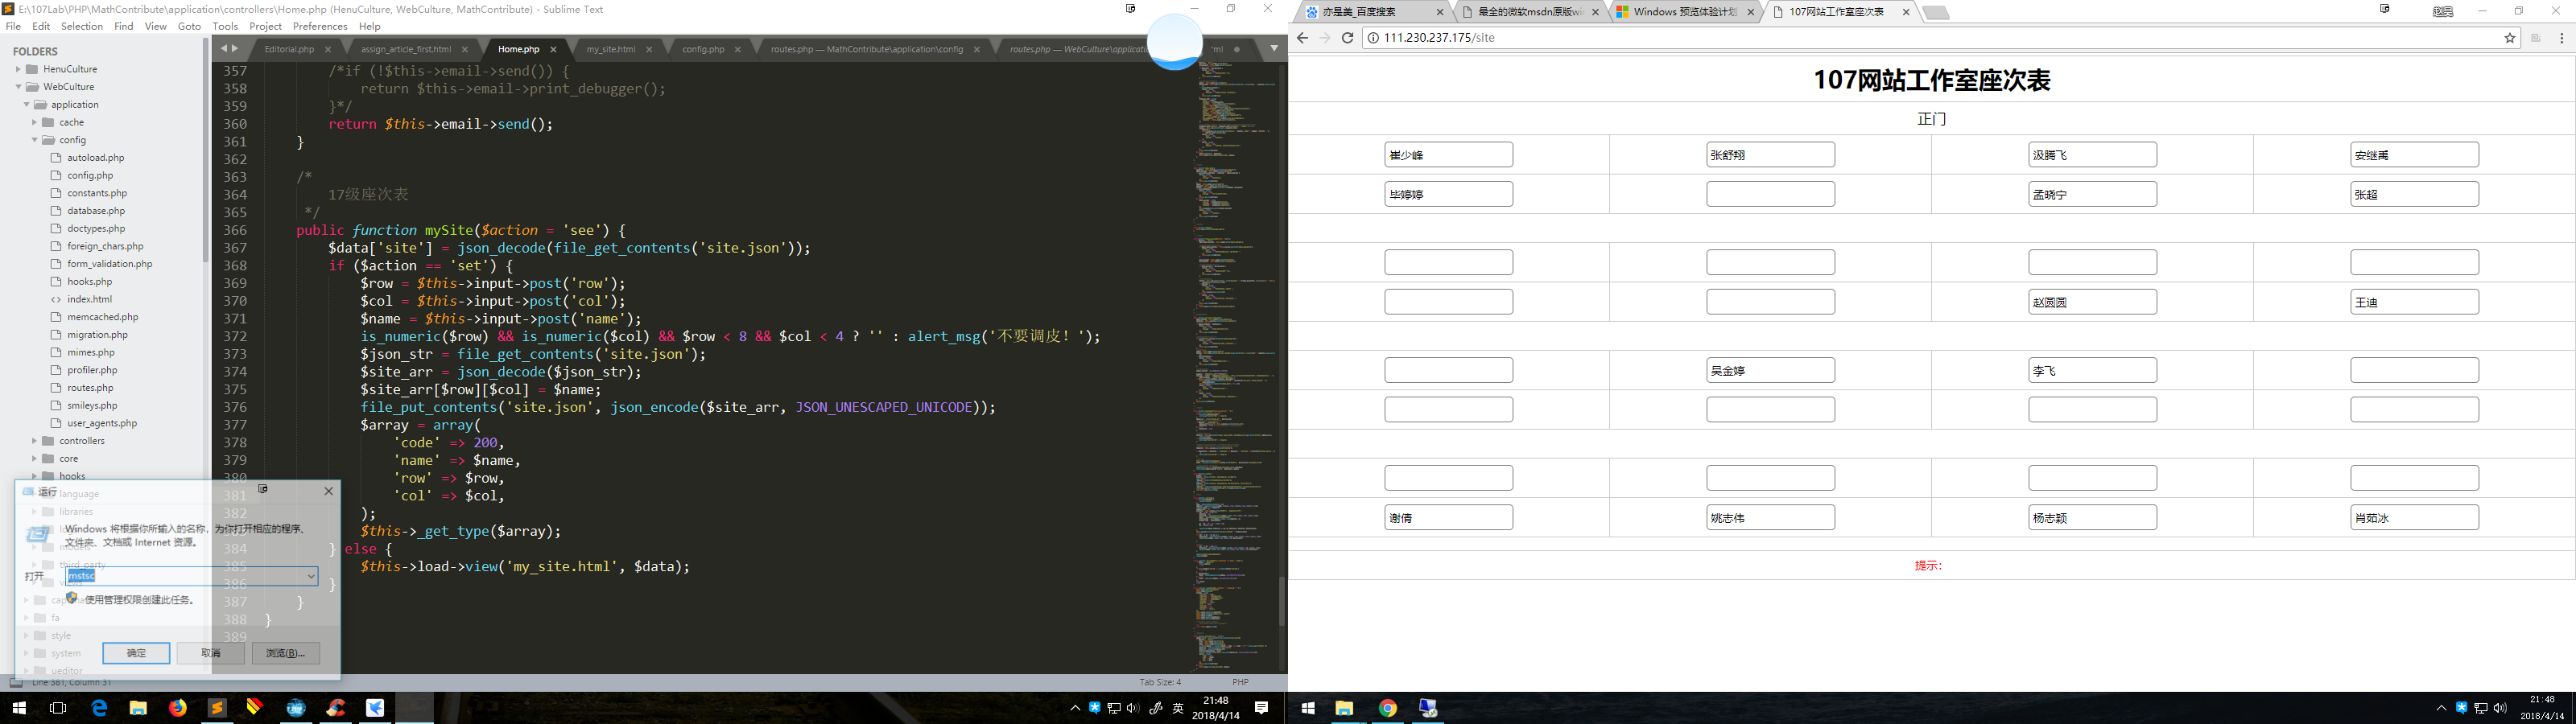 E:\107Lab\PHP\MathContribute\application\controllers\Home.php (HenuCulture, WebCulture, MathContribute) - Sublime Text
File Edit Selection Find View Goto Tools Project Preferences Help
FOLDERS
HenuCulture
WebCulture
application
cache
config
autoload.php
config.php
constants.php
database.php
doctypes.php
foreign_chars.php
form_validation.php
hooks.php
index.html
memcached.php
migration.php
mimes.php
profiler.php
routes.php
smileys.php
user_agents.php
controllers
core
hooks
language
libraries
models
third_party
fa
style
system
ueditor
Editorial.php assign_article_first.html Home.php my_site.html config.php routes.php — MathContribute\application\config routes.php — WebCulture\applicatio
357 /*if (!$this->email->send()) {
358 return $this->email->print_debugger();
359 }*/
360 return $this->email->send();
361 }
362
363 /*
364 17级座次表
365 */
366 public function mySite($action = 'see') {
367 $data['site'] = json_decode(file_get_contents('site.json'));
368 if ($action == 'set') {
369 $row = $this->input->post('row');
370 $col = $this->input->post('col');
371 $name = $this->input->post('name');
372 is_numeric($row) && is_numeric($col) && $row < 8 && $col < 4 ? '' : alert_msg('不要调皮！');
373 $json_str = file_get_contents('site.json');
374 $site_arr = json_decode($json_str);
375 $site_arr[$row][$col] = $name;
376 file_put_contents('site.json', json_encode($site_arr, JSON_UNESCAPED_UNICODE));
377 $array = array(
378 'code' => 200,
379 'name' => $name,
380 'row' => $row,
381 'col' => $col,
382 );
383 $this->_get_type($array);
384 } else {
385 $this->load->view('my_site.html', $data);
386 }
387 }
388 }
389
运行
Windows 将根据你所输入的名称，为你打开相应的程序、
文件夹、文档或 Internet 资源。
打开 mstsc
使用管理权限创建此任务。
确定 取消 浏览(B)...
Line 381, Column 31
Tab Size: 4 PHP
英
21:48
2018/4/14
亦是美_百度搜索 最全的微软msdn原版wi Windows 预览体验计划 107网站工作室座次表
111.230.237.175/site
107网站工作室座次表
正门
崔少峰 张舒翔 汲腾飞 安继禹
毕婷婷 孟晓宁 张超
赵圆圆 王迪
吴金婷 李飞
谢倩 姚志伟 杨志颖 肖茹冰
提示：
21:48
2018/4/14